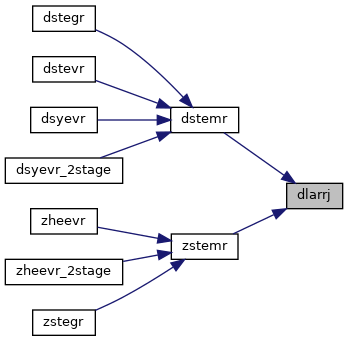 dstegr
dstevr
dsyevr
dsyevr_2stage
dstemr
dlarrj
zheevr
zheevr_2stage
zstegr
zstemr